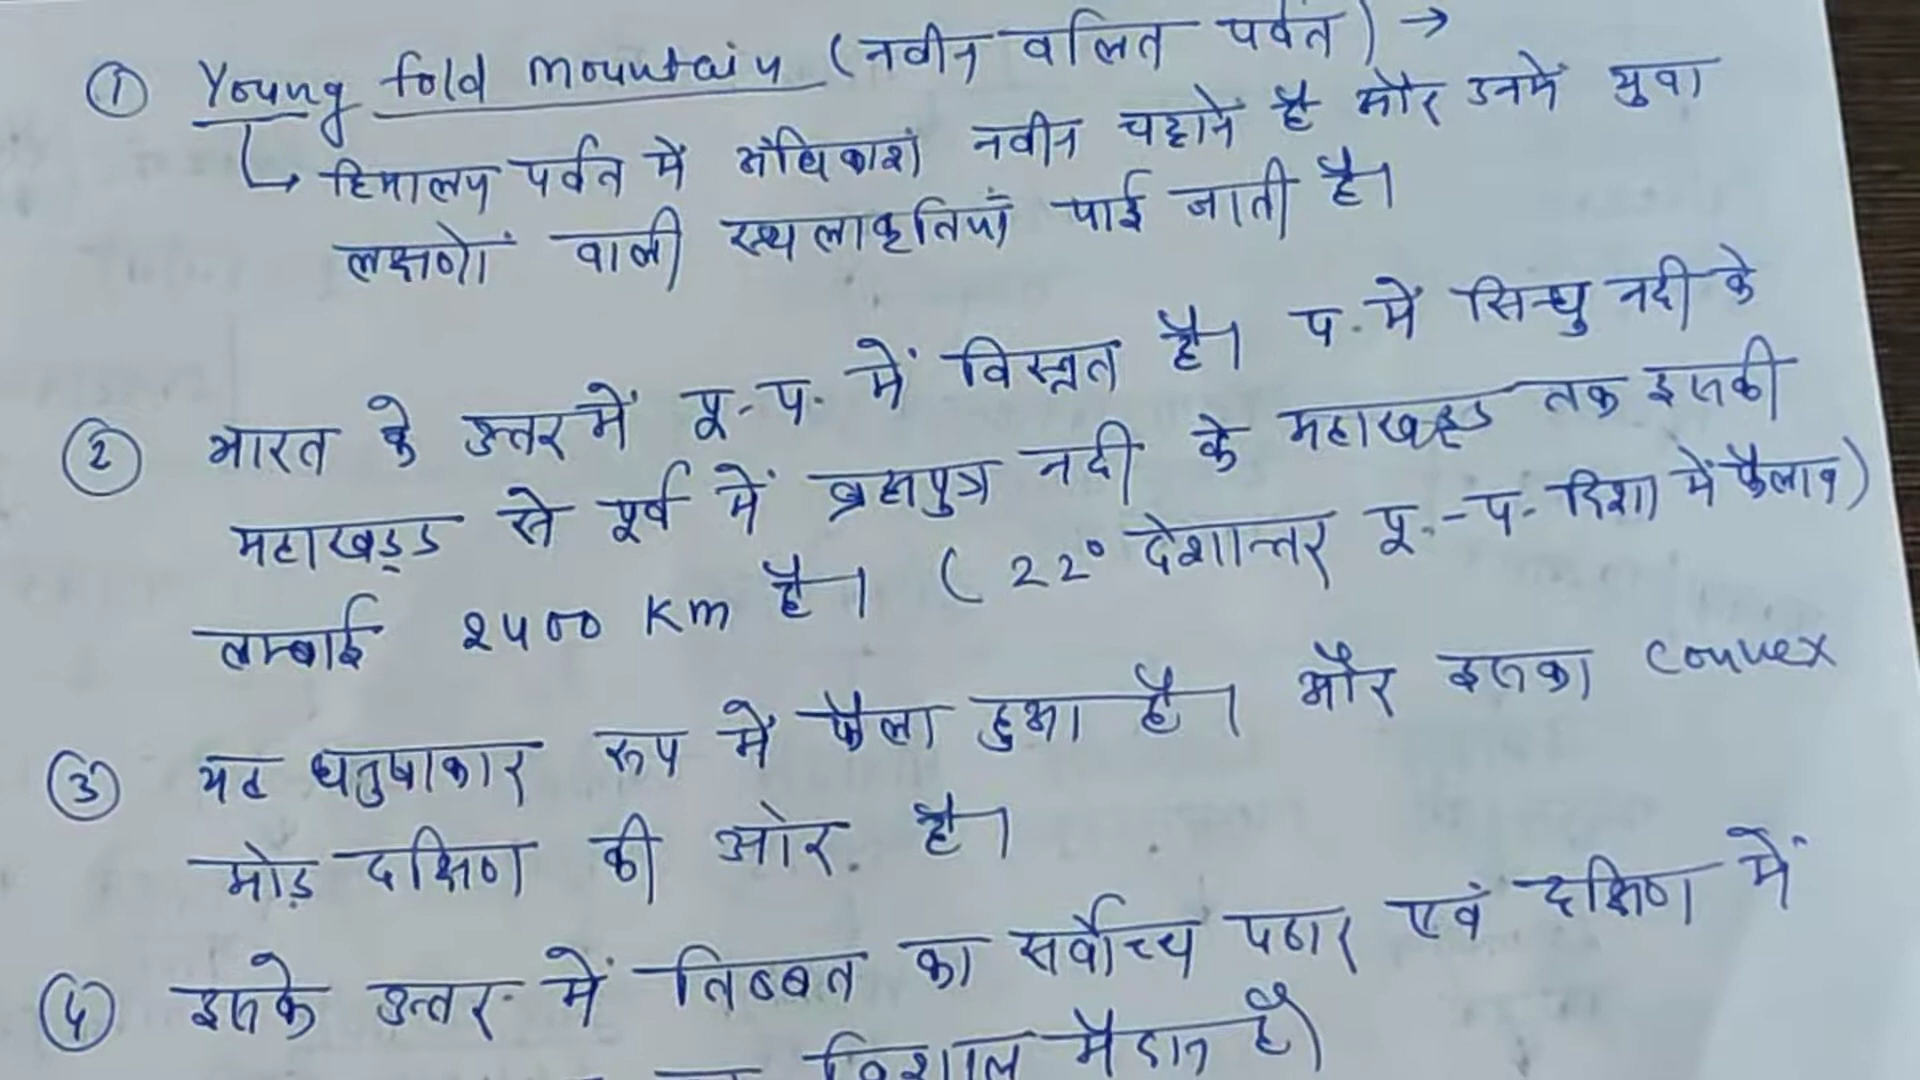 ① Young fold mountain (नवीन वलित पर्वत) →
↳ हिमालय पर्वत में अधिकाशं नवीन चट्टाने है और उनमें युवा
लक्षणों वाली स्थलाकृतियाँ पाई जाती है।
② भारत के उत्तर में पू.-प. में विस्तृत है। प. में सिन्धु नदी के
महाखड्ड से पूर्व में ब्रह्मपुत्र नदी के महाखड्ड तक इसकी
लम्बाई 2400 Km है। (22° देशान्तर पू.-प. दिशा में फैलाव)
③ यह धनुषाकार रूप में फैला हुआ है। और इसका Convex
मोड़ दक्षिण की ओर है।
④ इसके उत्तर में तिब्बत का सर्वोच्च पठार एवं दक्षिण में
विशाल मैदान है।